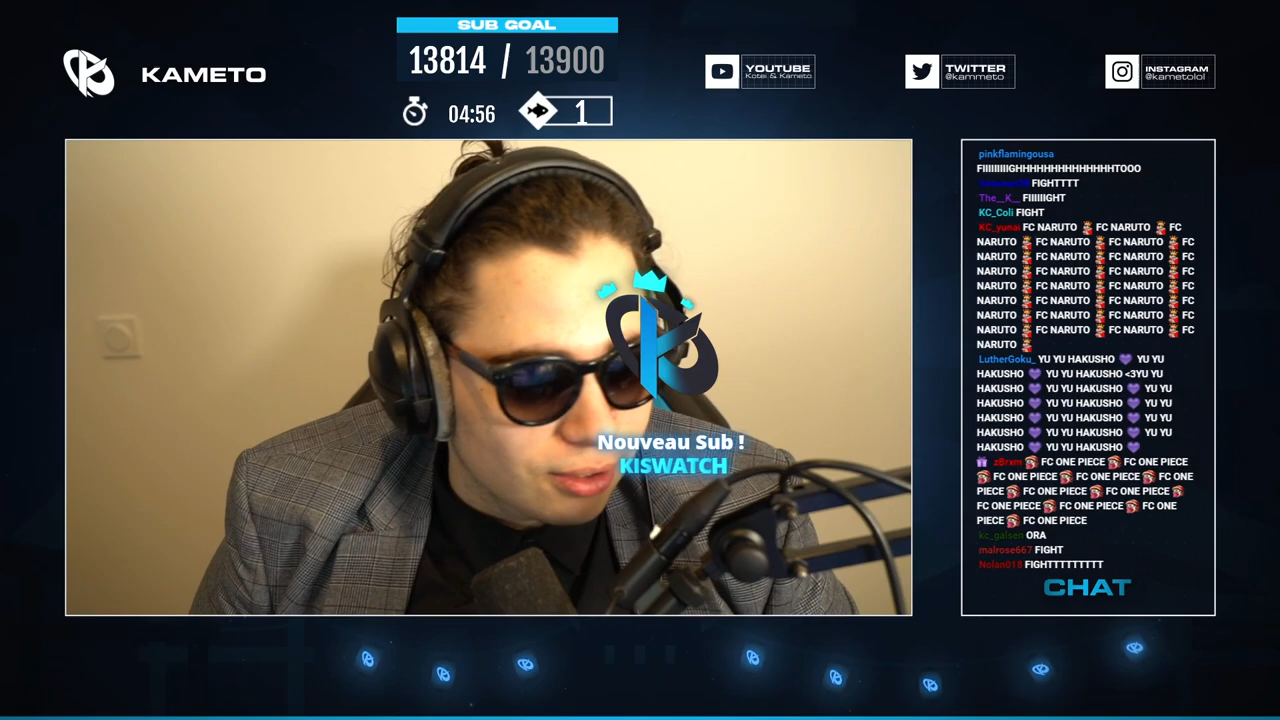 SUB GOAL
13814 / 13900
KAMETO
YOUTUBE
Kotei & Kameto
TWITTER
@kammeto
INSTAGRAM
@kametolol
04:56
1
Nouveau Sub !
KISWATCH
pinkflamingousa
FIIIIIIIIIGHHHHHHHHHHHHHHTOOO
FIGHTTTT
The__K__ FIIIIIIGHT
KC_Coli FIGHT
KC_yumai FC NARUTO FC NARUTO FC
NARUTO FC NARUTO FC NARUTO FC
NARUTO FC NARUTO FC NARUTO FC
NARUTO FC NARUTO FC NARUTO FC
NARUTO FC NARUTO FC NARUTO FC
NARUTO FC NARUTO FC NARUTO FC
NARUTO FC NARUTO FC NARUTO FC
NARUTO FC NARUTO FC NARUTO FC
NARUTO
LutherGoku_ YU YU HAKUSHO YU YU
HAKUSHO YU YU HAKUSHO <3YU YU
HAKUSHO YU YU HAKUSHO YU YU
HAKUSHO YU YU HAKUSHO YU YU
HAKUSHO YU YU HAKUSHO YU YU
HAKUSHO YU YU HAKUSHO YU YU
HAKUSHO YU YU HAKUSHO
zBrxm FC ONE PIECE FC ONE PIECE
FC ONE PIECE FC ONE PIECE FC ONE
PIECE FC ONE PIECE FC ONE PIECE
FC ONE PIECE FC ONE PIECE FC ONE
PIECE FC ONE PIECE
kc_galsen ORA
malrose667 FIGHT
Nolan018 FIGHTTTTTTTTT
CHAT